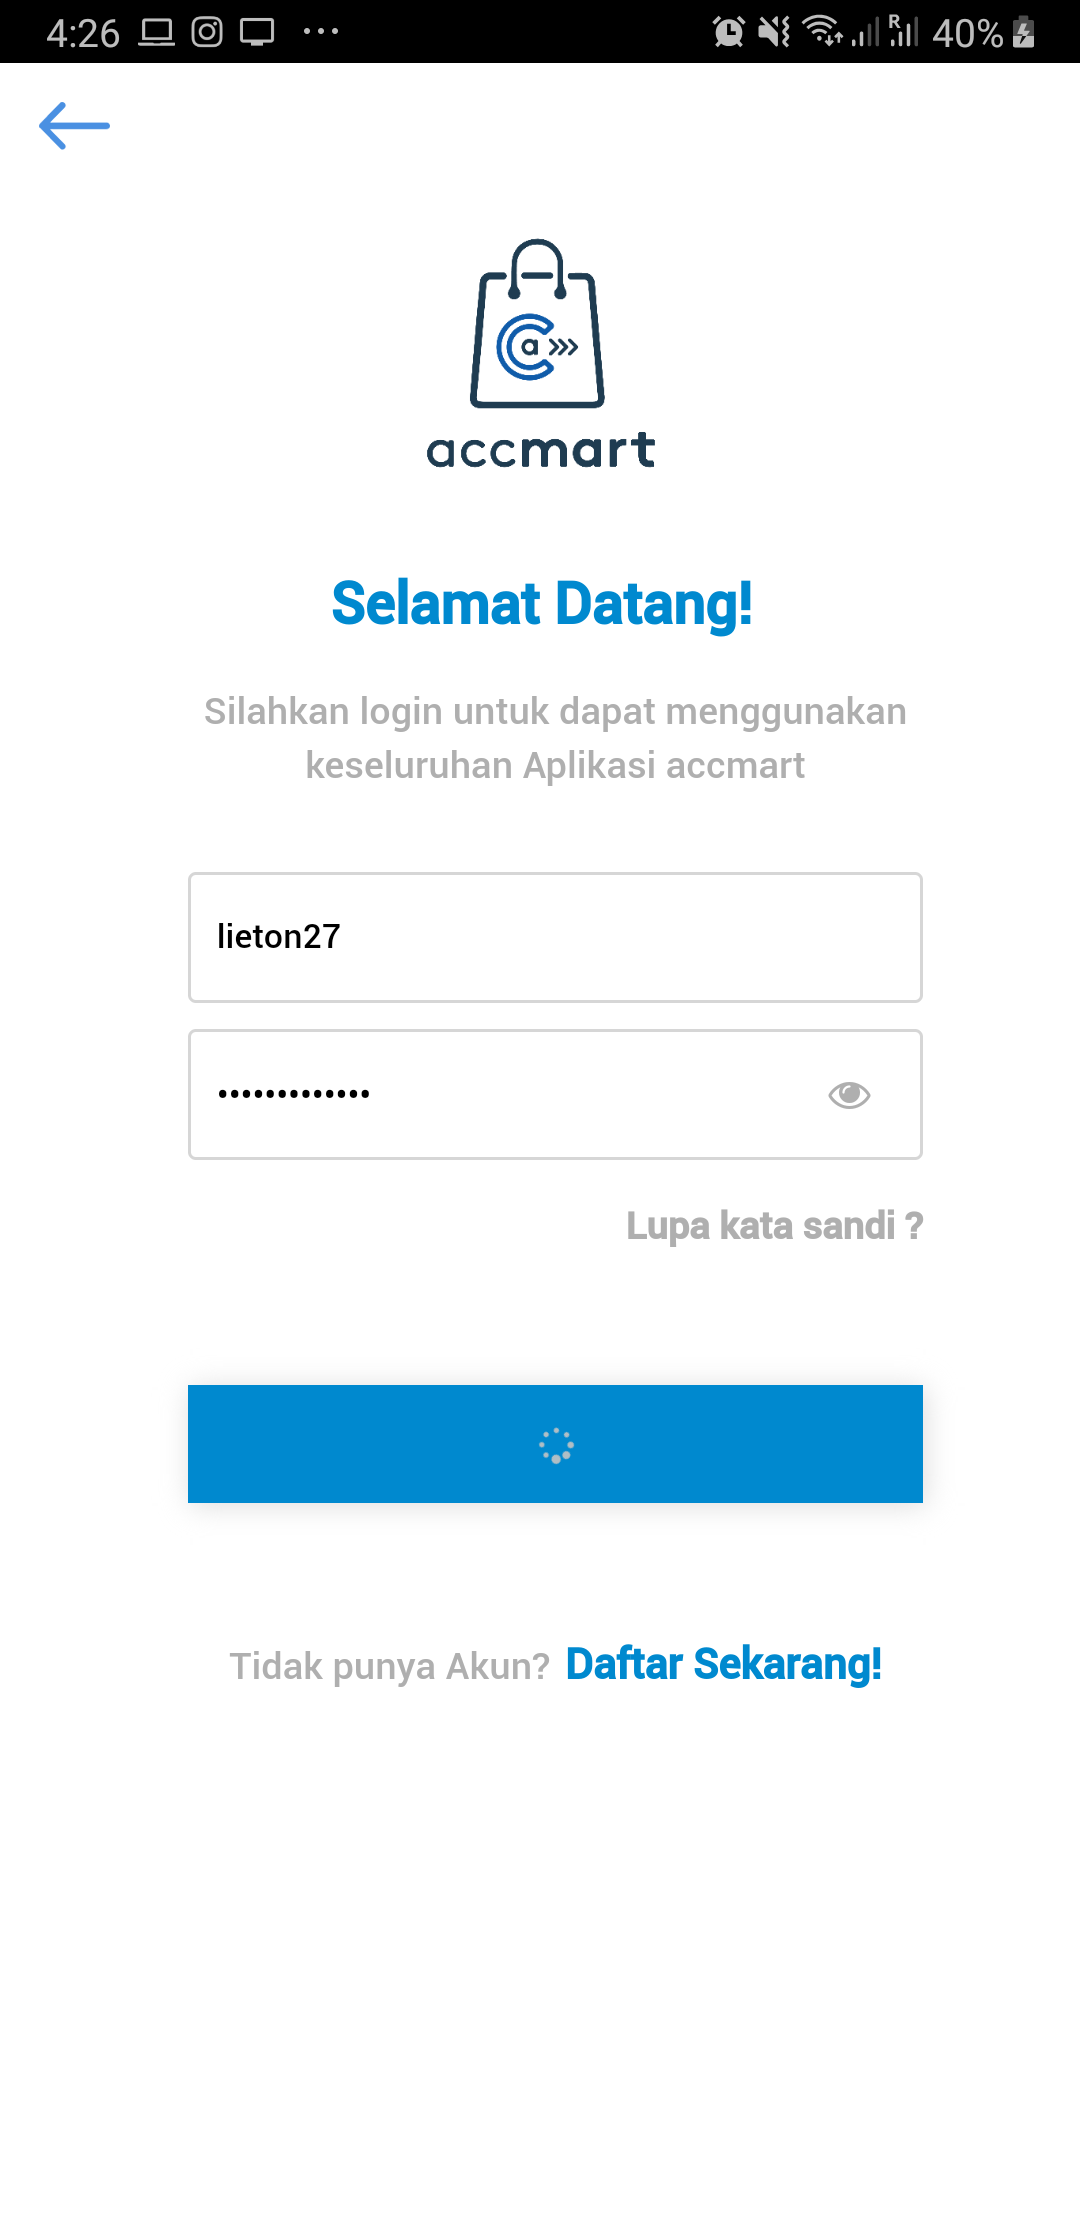 4:26 R 40%
a
accmart
Selamat Datang!
Silahkan login untuk dapat menggunakan
keseluruhan Aplikasi accmart
lieton27
•••••••••••••
Lupa kata sandi ?
Tidak punya Akun? Daftar Sekarang!